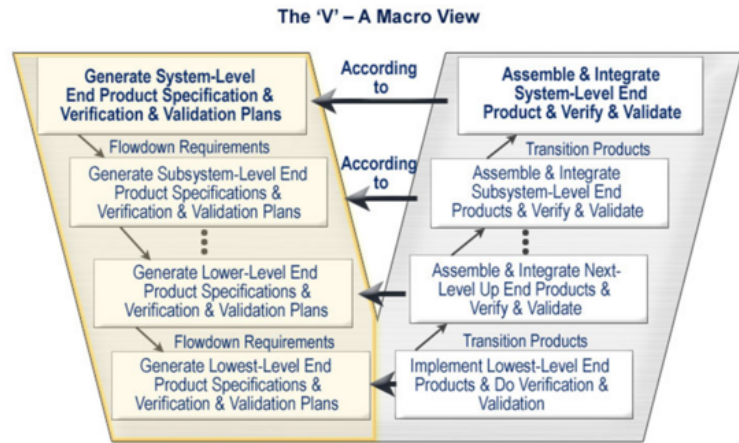 The 'V' – A Macro View
Generate System-Level
End Product Specification &
Verification & Validation Plans
According
to
Assemble & Integrate
System-Level End
Product & Verify & Validate
Flowdown Requirements
Transition Products
Generate Subsystem-Level End
Product Specifications &
Verification & Validation Plans
According
to
Assemble & Integrate
Subsystem-Level End
Products & Verify & Validate
Generate Lower-Level End
Product Specifications &
Verification & Validation Plans
Assemble & Integrate Next-
Level Up End Products &
Verify & Validate
Flowdown Requirements
Transition Products
Generate Lowest-Level End
Product Specifications &
Verification & Validation Plans
Implement Lowest-Level End
Products & Do Verification &
Validation